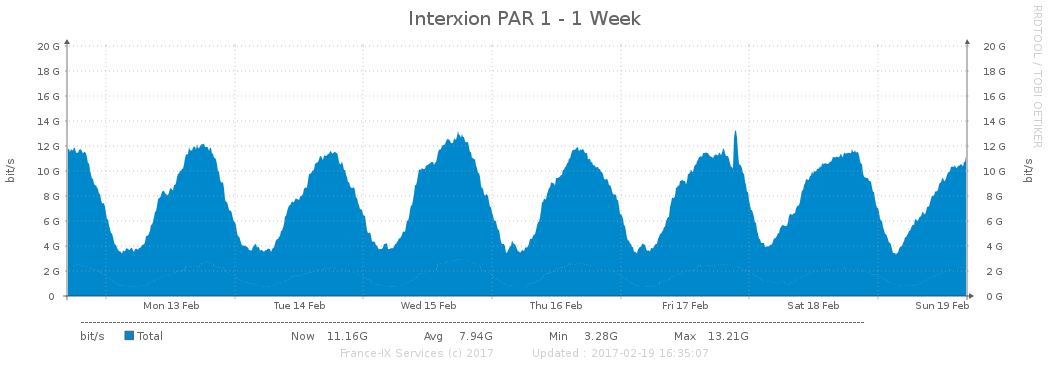 Interxion PAR 1 - 1 Week
RRDTOOL / TOBI OETIKER
bit/s
20 G
18 G
16 G
14 G
12 G
10 G
8 G
6 G
4 G
2 G
0
20 G
18 G
16 G
14 G
12 G
10 G
8 G
6 G
4 G
2 G
0 G
bit/s
Mon 13 Feb Tue 14 Feb Wed 15 Feb Thu 16 Feb Fri 17 Feb Sat 18 Feb Sun 19 Feb
bit/s Total Now 11.16G Avg 7.94G Min 3.28G Max 13.21G
France-IX Services (c) 2017 Updated : 2017-02-19 16:35:07